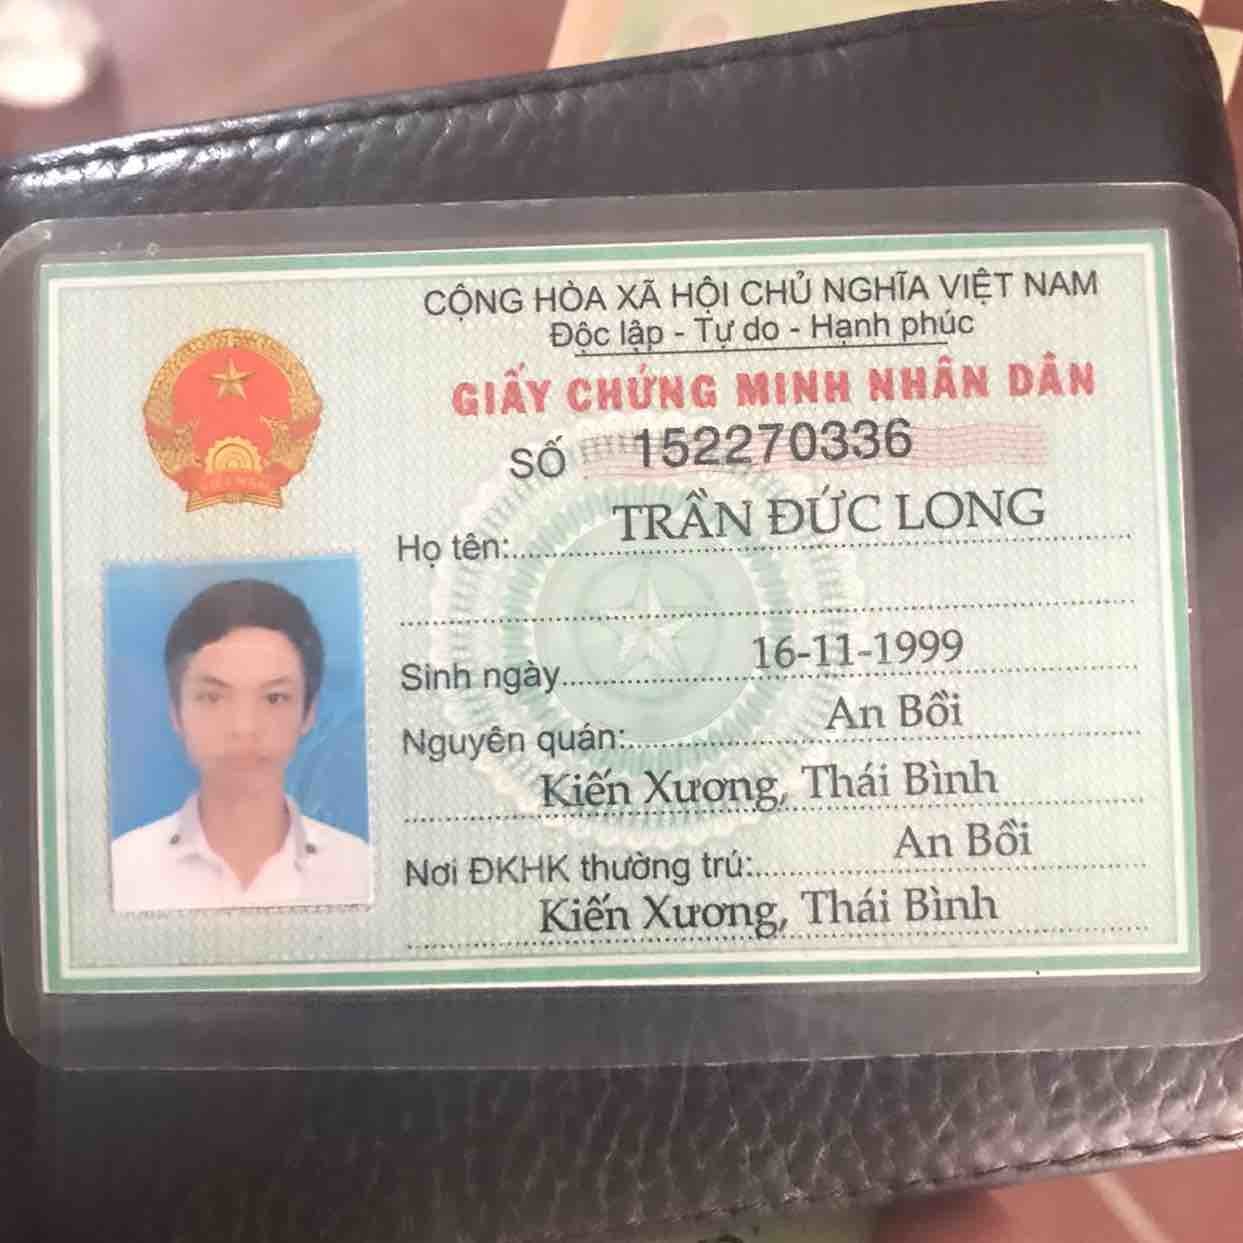 CỘNG HÒA XÃ HỘI CHỦ NGHĨA VIỆT NAM
Độc lập - Tự do - Hạnh phúc
GIẤY CHỨNG MINH NHÂN DÂN
SỐ 152270336
Họ tên: TRẦN ĐỨC LONG
Sinh ngày 16-11-1999
Nguyên quán: An Bồi
Kiến Xương, Thái Bình
Nơi ĐKHK thường trú: An Bồi
Kiến Xương, Thái Bình